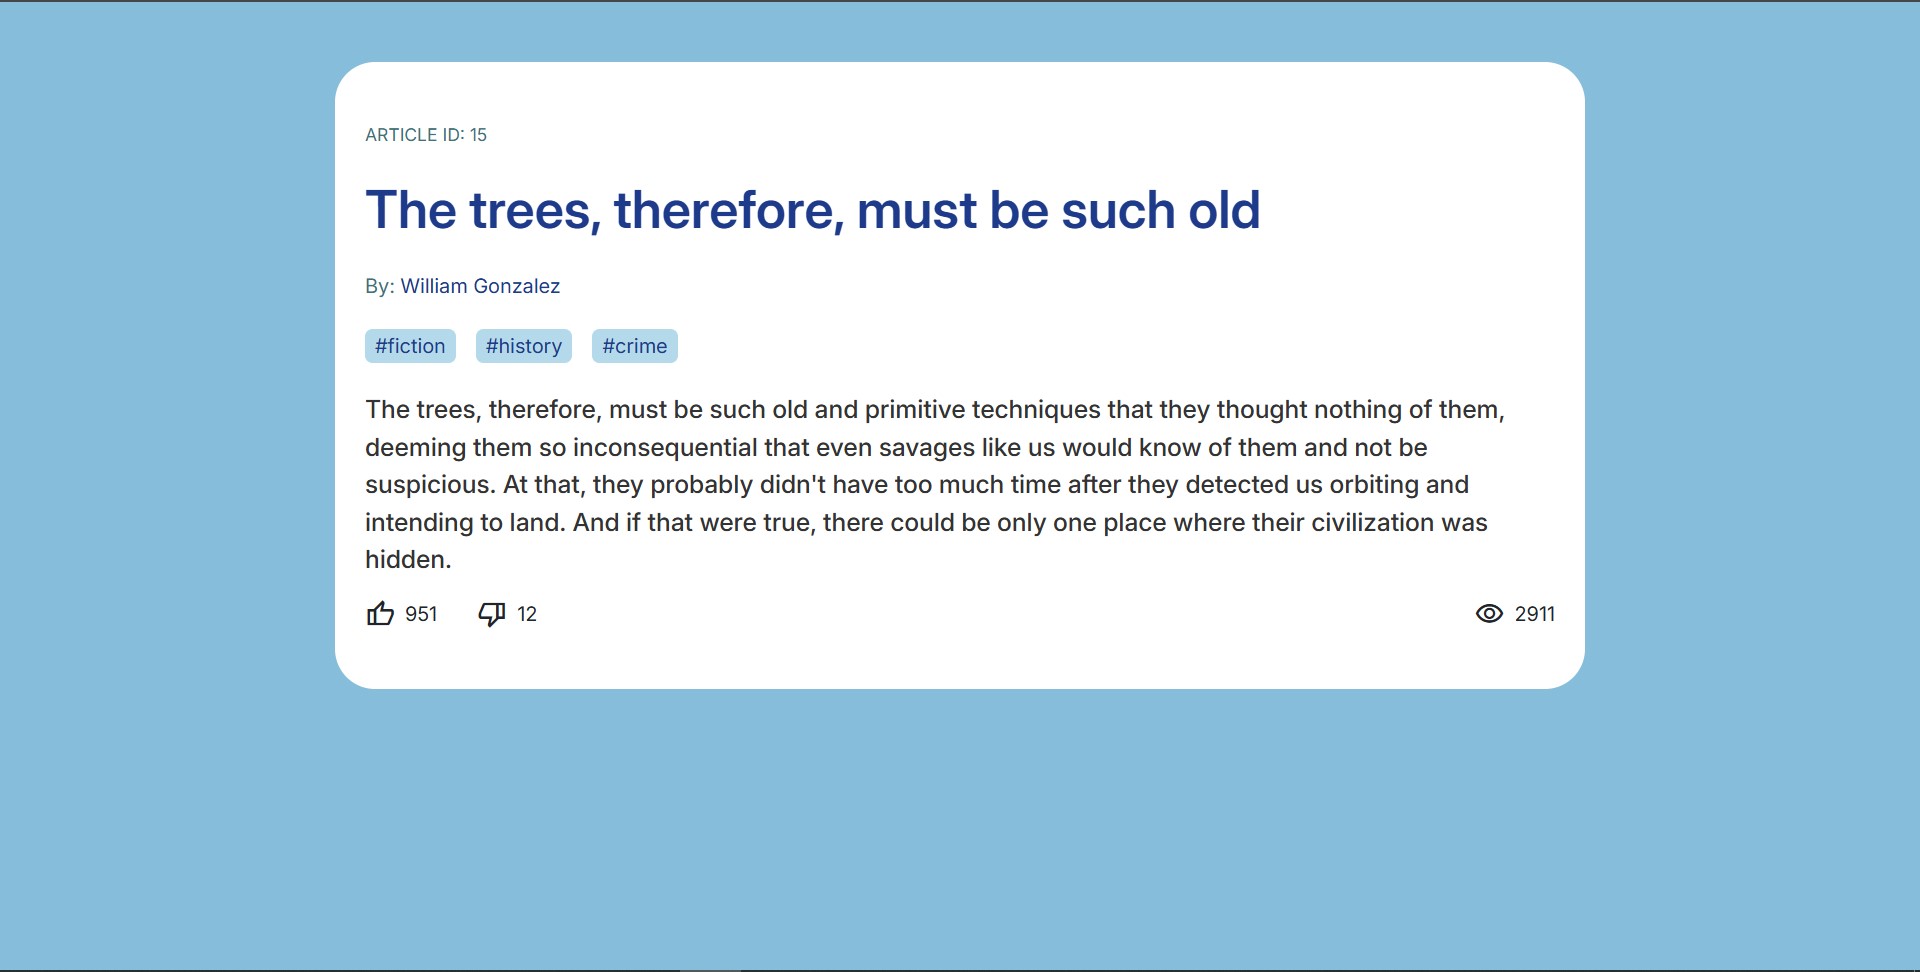 ARTICLE ID: 15
The trees, therefore, must be such old
By: William Gonzalez
#fiction #history #crime
The trees, therefore, must be such old and primitive techniques that they thought nothing of them,
deeming them so inconsequential that even savages like us would know of them and not be
suspicious. At that, they probably didn't have too much time after they detected us orbiting and
intending to land. And if that were true, there could be only one place where their civilization was
hidden.
951 12 2911